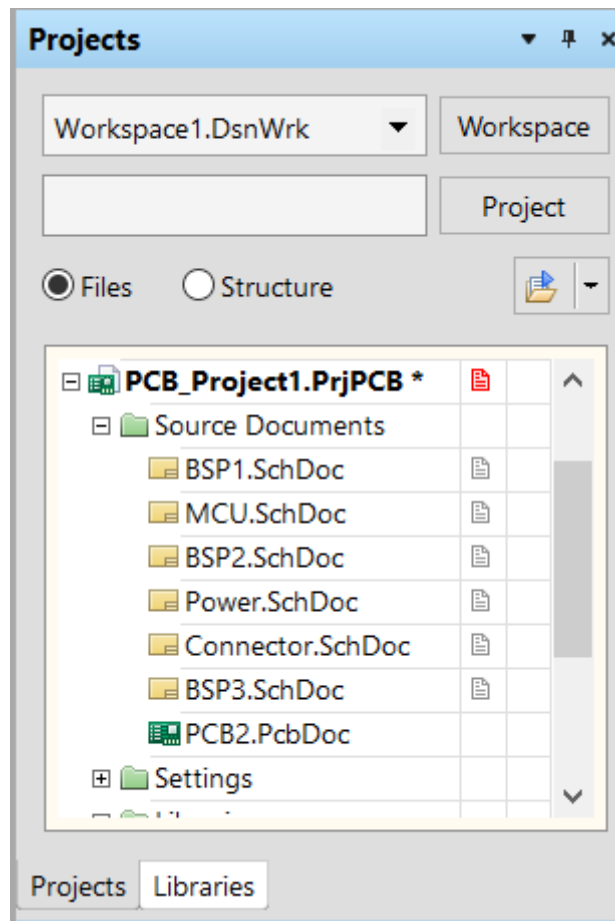 Projects
Workspace1.DsnWrk Workspace
Project
Files Structure
PCB_Project1.PrjPCB *
Source Documents
BSP1.SchDoc
MCU.SchDoc
BSP2.SchDoc
Power.SchDoc
Connector.SchDoc
BSP3.SchDoc
PCB2.PcbDoc
Settings
Projects Libraries